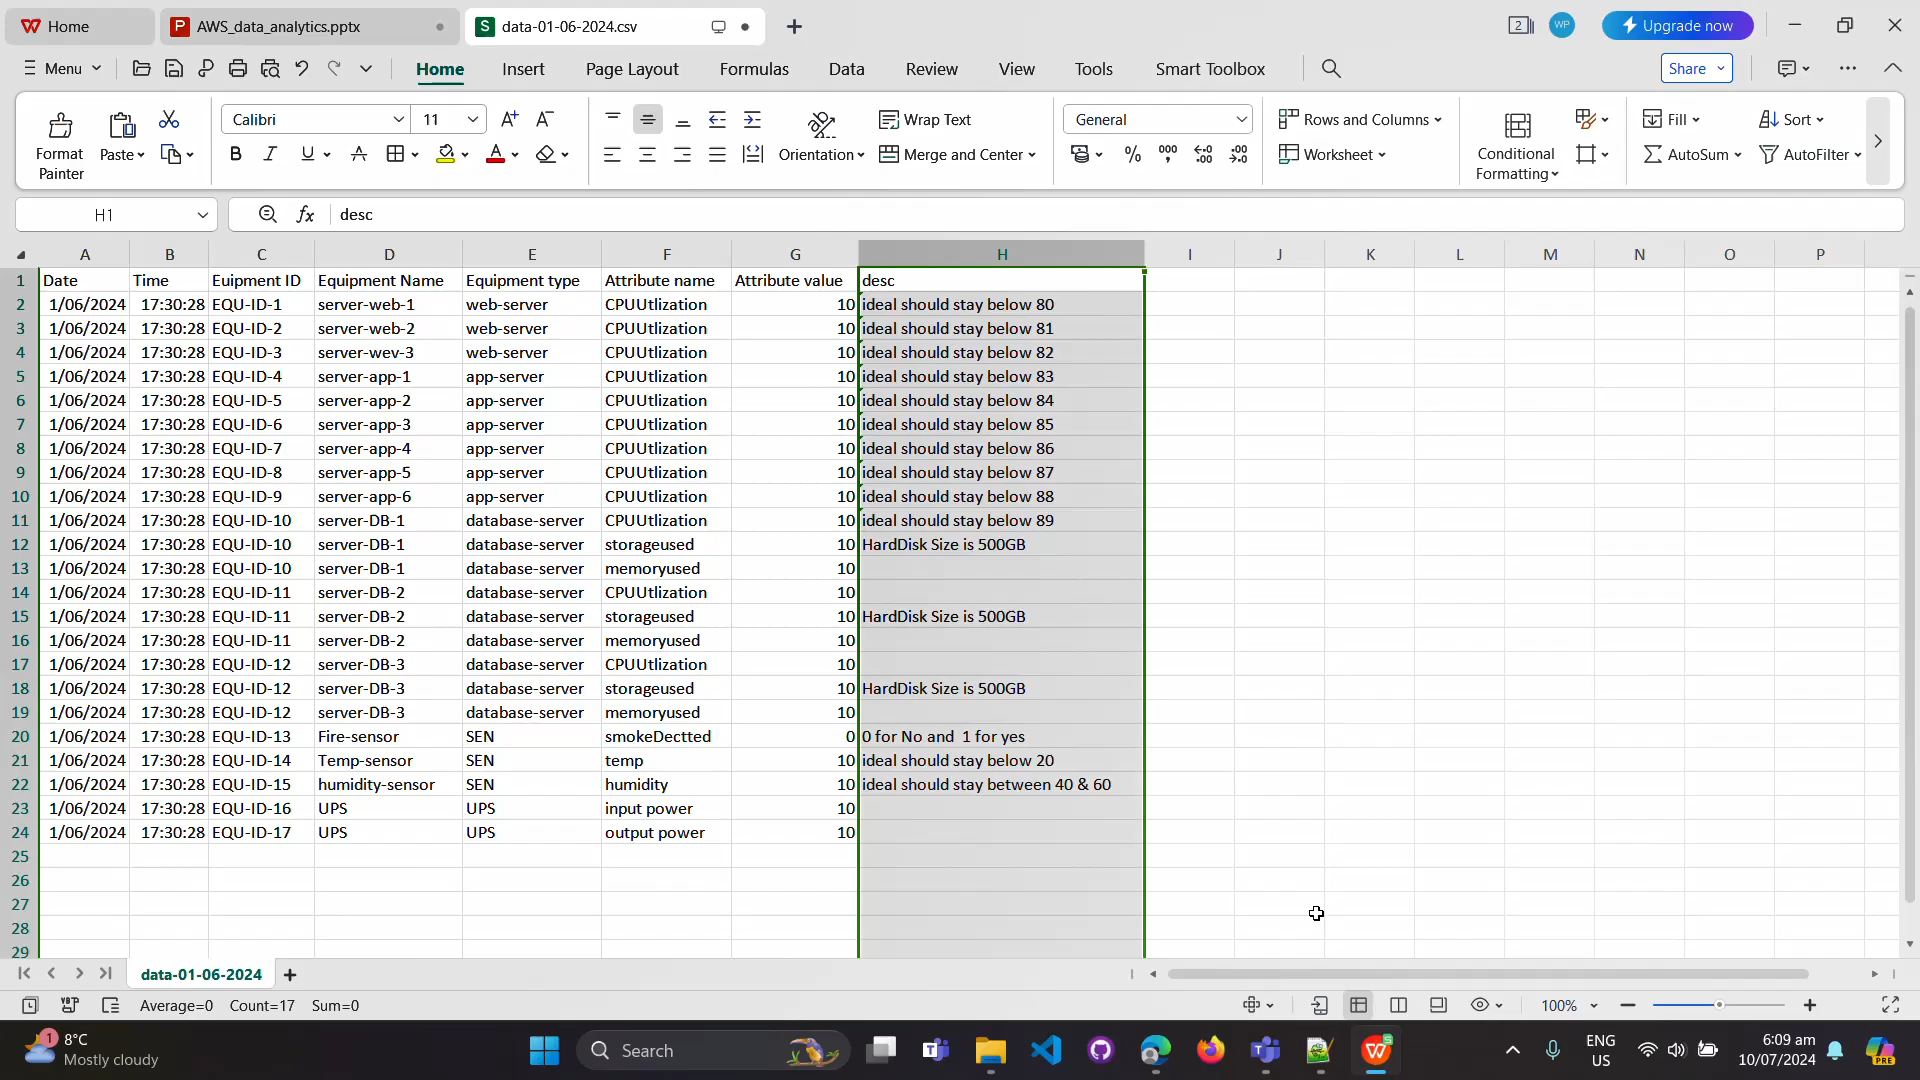 Home
AWS_data_analytics.pptx
data-01-06-2024.csv
2
WP
Upgrade now
Menu
Home Insert Page Layout Formulas Data Review View Tools Smart Toolbox
Share
Format Painter
Paste
Calibri
11
Orientation
Wrap Text
Merge and Center
General
Rows and Columns
Worksheet
Conditional Formatting
Fill
AutoSum
Sort
AutoFilter
H1
fx
desc
A B C D E F G H I J K L M N O P
1 Date Time Euipment ID Equipment Name Equipment type Attribute name Attribute value desc
2 1/06/2024 17:30:28 EQU-ID-1 server-web-1 web-server CPUUtlization 10 ideal should stay below 80
3 1/06/2024 17:30:28 EQU-ID-2 server-web-2 web-server CPUUtlization 10 ideal should stay below 81
4 1/06/2024 17:30:28 EQU-ID-3 server-wev-3 web-server CPUUtlization 10 ideal should stay below 82
5 1/06/2024 17:30:28 EQU-ID-4 server-app-1 app-server CPUUtlization 10 ideal should stay below 83
6 1/06/2024 17:30:28 EQU-ID-5 server-app-2 app-server CPUUtlization 10 ideal should stay below 84
7 1/06/2024 17:30:28 EQU-ID-6 server-app-3 app-server CPUUtlization 10 ideal should stay below 85
8 1/06/2024 17:30:28 EQU-ID-7 server-app-4 app-server CPUUtlization 10 ideal should stay below 86
9 1/06/2024 17:30:28 EQU-ID-8 server-app-5 app-server CPUUtlization 10 ideal should stay below 87
10 1/06/2024 17:30:28 EQU-ID-9 server-app-6 app-server CPUUtlization 10 ideal should stay below 88
11 1/06/2024 17:30:28 EQU-ID-10 server-DB-1 database-server CPUUtlization 10 ideal should stay below 89
12 1/06/2024 17:30:28 EQU-ID-10 server-DB-1 database-server storageused 10 HardDisk Size is 500GB
13 1/06/2024 17:30:28 EQU-ID-10 server-DB-1 database-server memoryused 10
14 1/06/2024 17:30:28 EQU-ID-11 server-DB-2 database-server CPUUtlization 10
15 1/06/2024 17:30:28 EQU-ID-11 server-DB-2 database-server storageused 10 HardDisk Size is 500GB
16 1/06/2024 17:30:28 EQU-ID-11 server-DB-2 database-server memoryused 10
17 1/06/2024 17:30:28 EQU-ID-12 server-DB-3 database-server CPUUtlization 10
18 1/06/2024 17:30:28 EQU-ID-12 server-DB-3 database-server storageused 10 HardDisk Size is 500GB
19 1/06/2024 17:30:28 EQU-ID-12 server-DB-3 database-server memoryused 10
20 1/06/2024 17:30:28 EQU-ID-13 Fire-sensor SEN smokeDectted 0 0 for No and 1 for yes
21 1/06/2024 17:30:28 EQU-ID-14 Temp-sensor SEN temp 10 ideal should stay below 20
22 1/06/2024 17:30:28 EQU-ID-15 humidity-sensor SEN humidity 10 ideal should stay between 40 & 60
23 1/06/2024 17:30:28 EQU-ID-16 UPS UPS input power 10
24 1/06/2024 17:30:28 EQU-ID-17 UPS UPS output power 10
25
26
27
28
29
data-01-06-2024
Average=0 Count=17 Sum=0
100%
1
8°C
Mostly cloudy
Search
ENG
US
6:09 am
10/07/2024
PRE